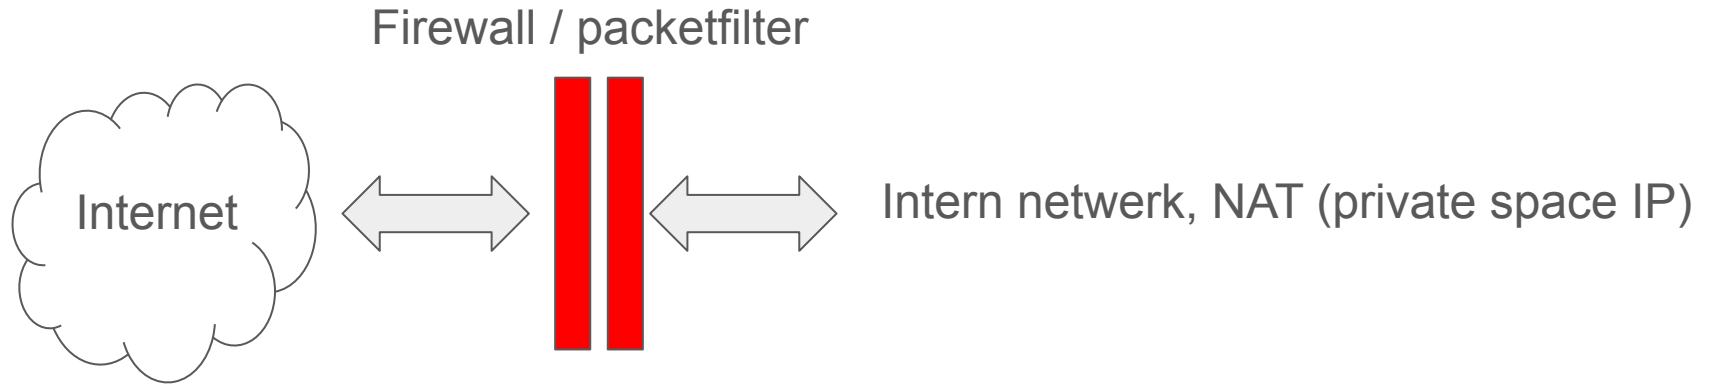 Firewall / packetfilter
Internet
Intern netwerk, NAT (private space IP)